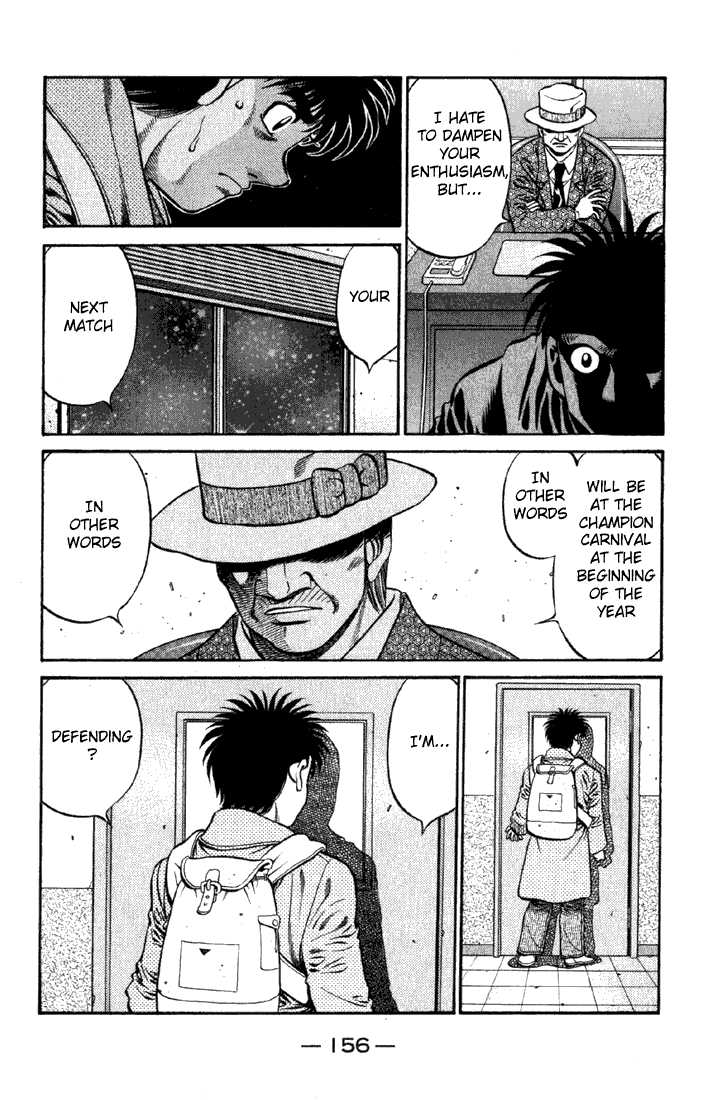 I HATE
TO DAMPEN
YOUR
ENTHUSIASM,
BUT...
YOUR
NEXT
MATCH
WILL BE
AT THE
CHAMPION
CARNIVAL
AT THE
BEGINNING
OF THE
YEAR
IN
OTHER
WORDS
IN
OTHER
WORDS
I'M...
DEFENDING
?
— 156 —